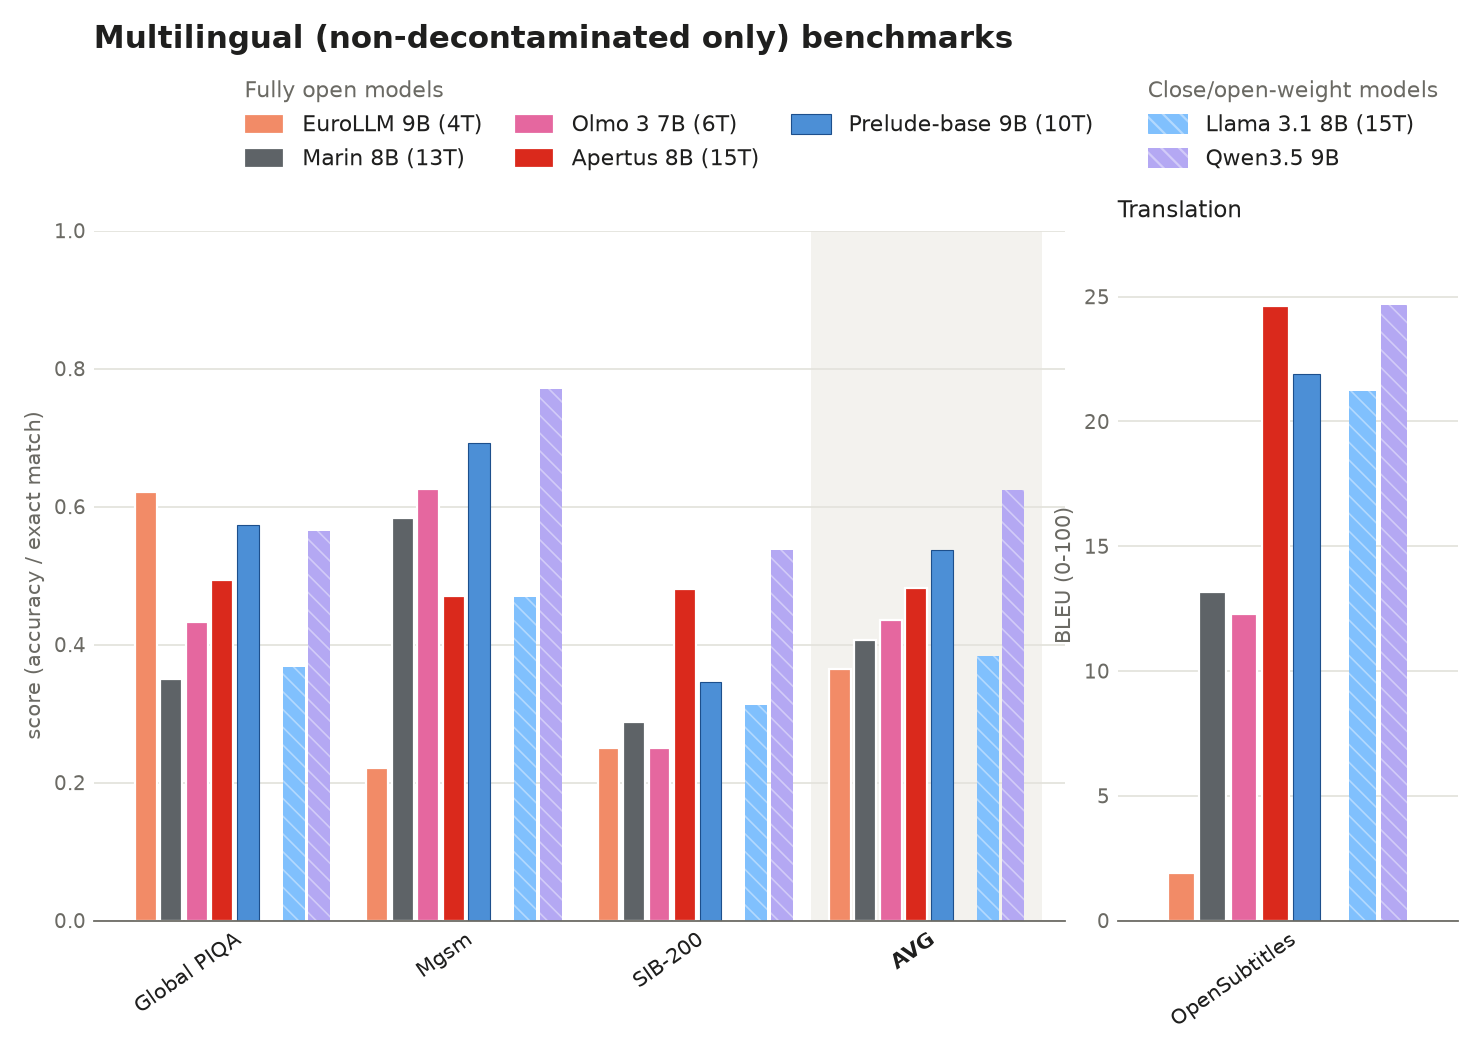 Multilingual (non-decontaminated only) benchmarks
Fully open models
EuroLLM 9B (4T)
Marin 8B (13T)
Olmo 3 7B (6T)
Apertus 8B (15T)
Prelude-base 9B (10T)
Close/open-weight models
Llama 3.1 8B (15T)
Qwen3.5 9B
score (accuracy / exact match)
1.0
0.8
0.6
0.4
0.2
0.0
Global PIQA
Mgsm
SIB-200
AVG
Translation
BLEU (0-100)
25
20
15
10
5
0
OpenSubtitles